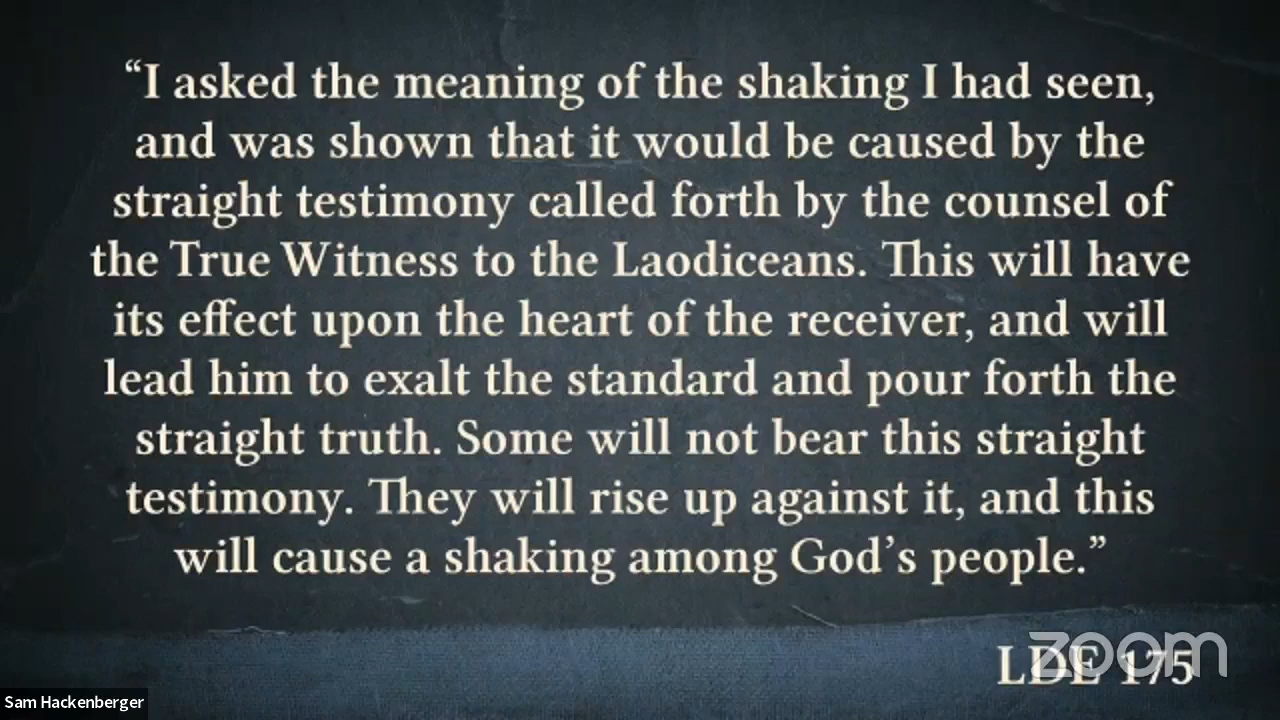 “I asked the meaning of the shaking I had seen,
and was shown that it would be caused by the
straight testimony called forth by the counsel of
the True Witness to the Laodiceans. This will have
its effect upon the heart of the receiver, and will
lead him to exalt the standard and pour forth the
straight truth. Some will not bear this straight
testimony. They will rise up against it, and this
will cause a shaking among God’s people.”
LDE 175
zoom
Sam Hackenberger